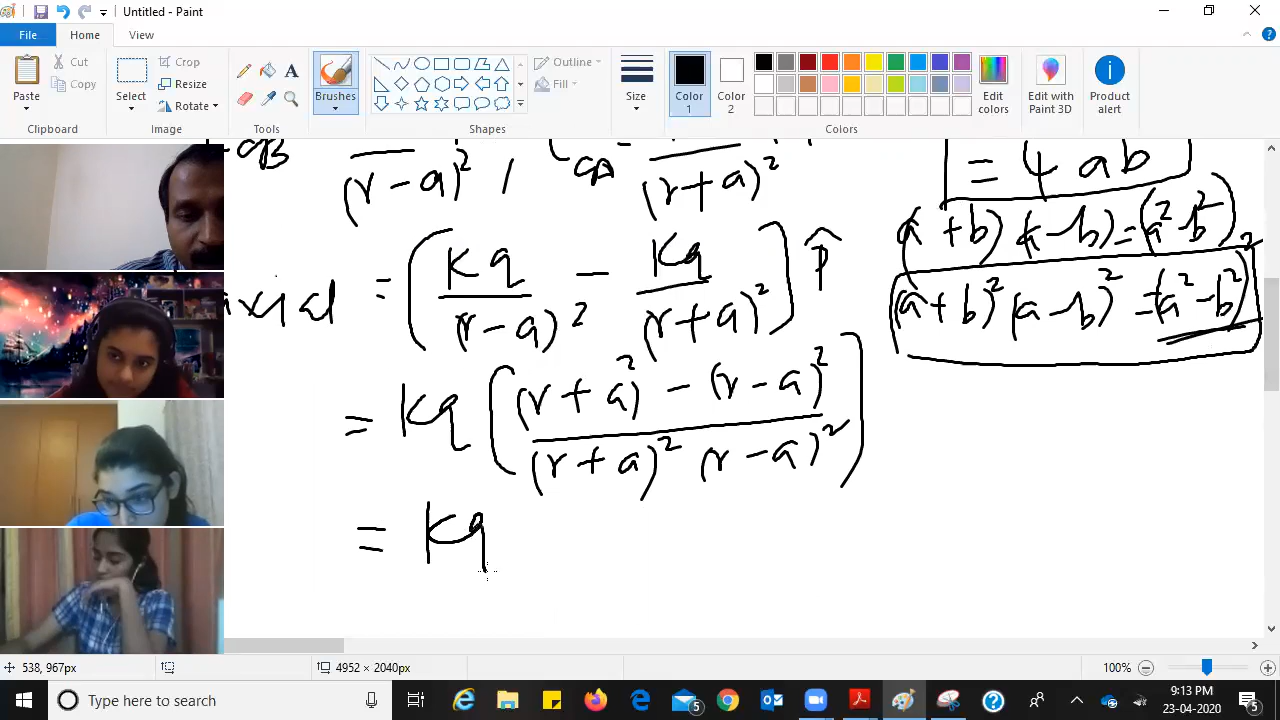 Untitled - Paint
File Home View
Paste Cut Copy Clipboard
Select Crop Resize Rotate Image
Tools
Brushes
Outline Fill Shapes
Size
Color 1 Color 2 Edit colors Colors
Edit with Paint 3D
Product alert
(r-a)² , (r+a)²
= 4ab
(a+b)(a-b)=(a²-b²)
(a+b)²(a-b)²=(a²-b²)²
axial = (Kq/(r-a)² - Kq/(r+a)²) p̂
= Kq ((r+a)² - (r-a)² / (r+a)² (r-a)²)
= Kq
538, 967px 4952 × 2040px 100%
Type here to search 5 9:13 PM
23-04-2020 5